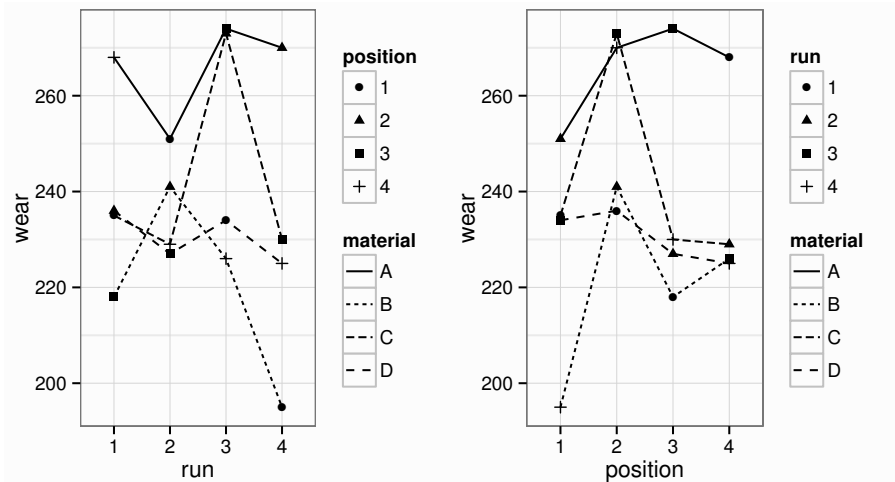 260
240
220
200
wear
1 2 3 4
run
position
1
2
3
4
material
A
B
C
D
260
240
220
200
wear
1 2 3 4
position
run
1
2
3
4
material
A
B
C
D